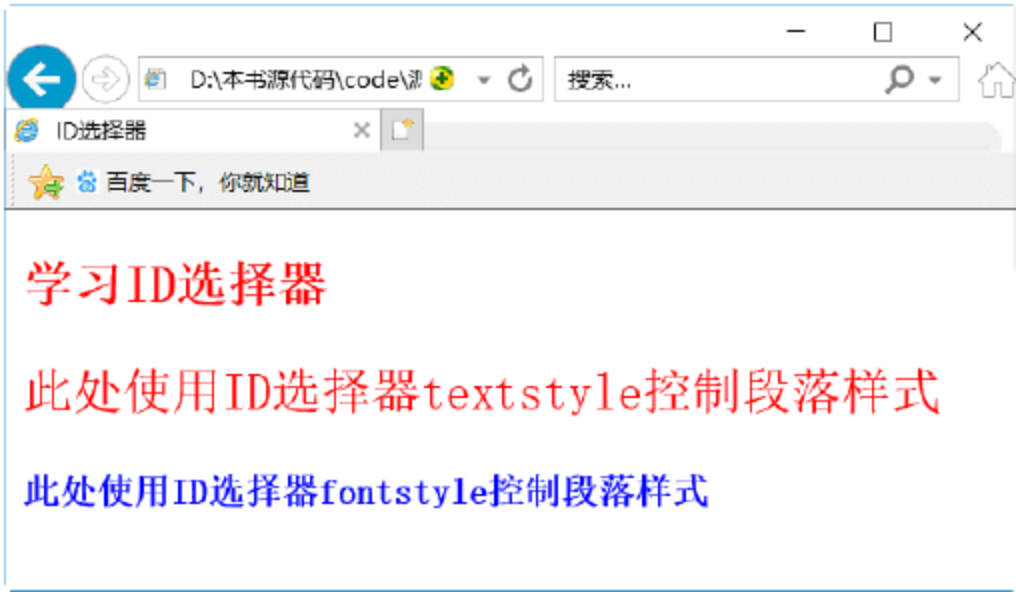 D:\本书源代码\code\
搜索...
ID选择器
百度一下，你就知道
学习ID选择器
此处使用ID选择器textstyle控制段落样式
此处使用ID选择器fontstyle控制段落样式